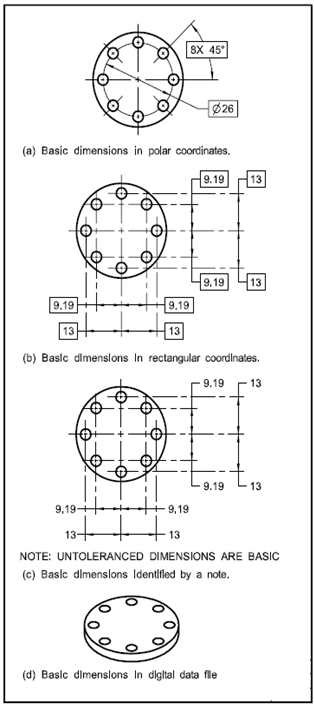 8X 45°
Ø26
(a) Basic dimensions in polar coordinates.
9.19 13
9.19 13
9.19 9.19
13 13
(b) Basic dimensions in rectangular coordinates.
9.19 13
9.19 13
9.19 9.19
13 13
NOTE: UNTOLERANCED DIMENSIONS ARE BASIC
(c) Basic dimensions identified by a note.
(d) Basic dimensions in digital data file